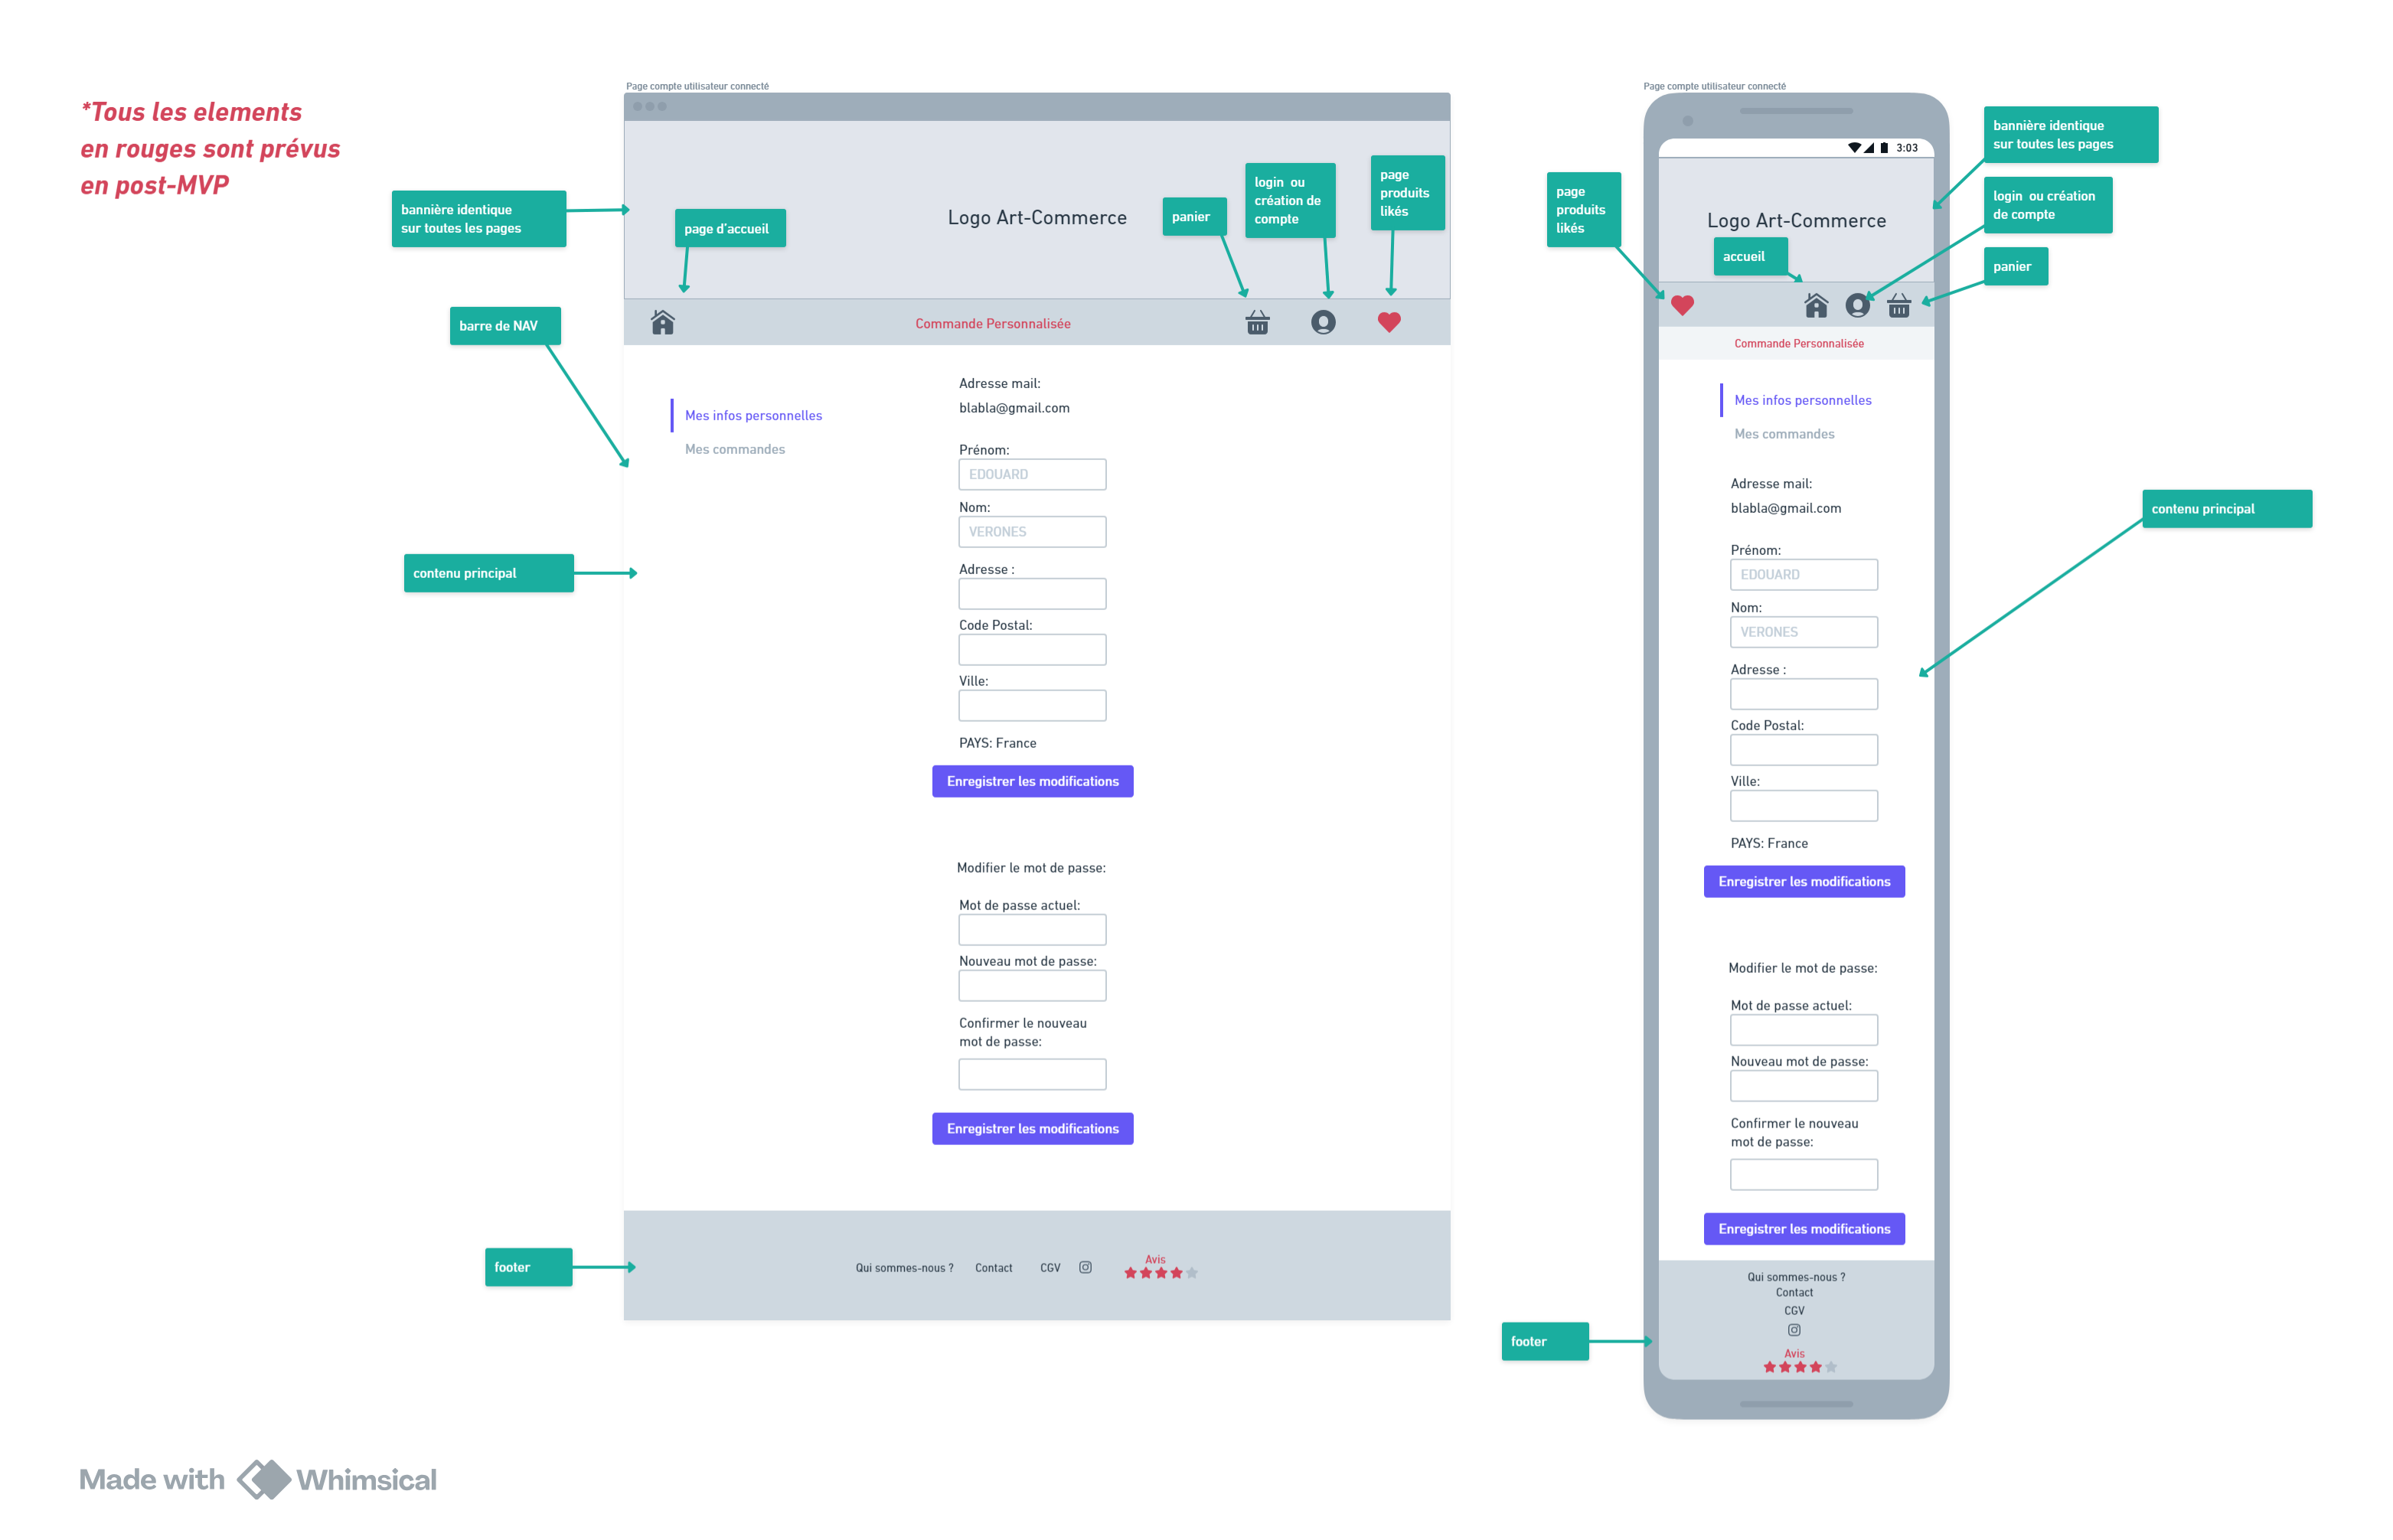 *Tous les elements
en rouges sont prévus
en post-MVP
Page compte utilisateur connecté
bannière identique
sur toutes les pages
page d'accueil
Logo Art-Commerce
panier
login ou
création de
compte
page
produits
likés
barre de NAV
Commande Personnalisée
Mes infos personnelles
Mes commandes
contenu principal
Adresse mail:
blabla@gmail.com
Prénom:
EDOUARD
Nom:
VERONES
Adresse :
Code Postal:
Ville:
PAYS: France
Enregistrer les modifications
Modifier le mot de passe:
Mot de passe actuel:
Nouveau mot de passe:
Confirmer le nouveau
mot de passe:
Enregistrer les modifications
footer
Qui sommes-nous ?
Contact
CGV
Avis
Page compte utilisateur connecté
3:03
bannière identique
sur toutes les pages
page
produits
likés
Logo Art-Commerce
login ou création
de compte
accueil
panier
Commande Personnalisée
Mes infos personnelles
Mes commandes
contenu principal
Adresse mail:
blabla@gmail.com
Prénom:
EDOUARD
Nom:
VERONES
Adresse :
Code Postal:
Ville:
PAYS: France
Enregistrer les modifications
Modifier le mot de passe:
Mot de passe actuel:
Nouveau mot de passe:
Confirmer le nouveau
mot de passe:
Enregistrer les modifications
Qui sommes-nous ?
Contact
CGV
footer
Avis
Made with Whimsical